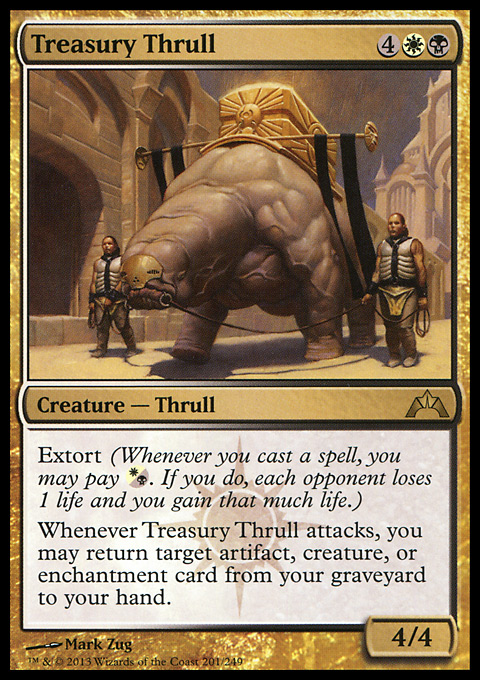 Treasury Thrull 4
Creature — Thrull
Extort (Whenever you cast a spell, you
may pay . If you do, each opponent loses
1 life and you gain that much life.)
Whenever Treasury Thrull attacks, you
may return target artifact, creature, or
enchantment card from your graveyard
to your hand.
Mark Zug
4/4
™ & © 2013 Wizards of the Coast 201/249